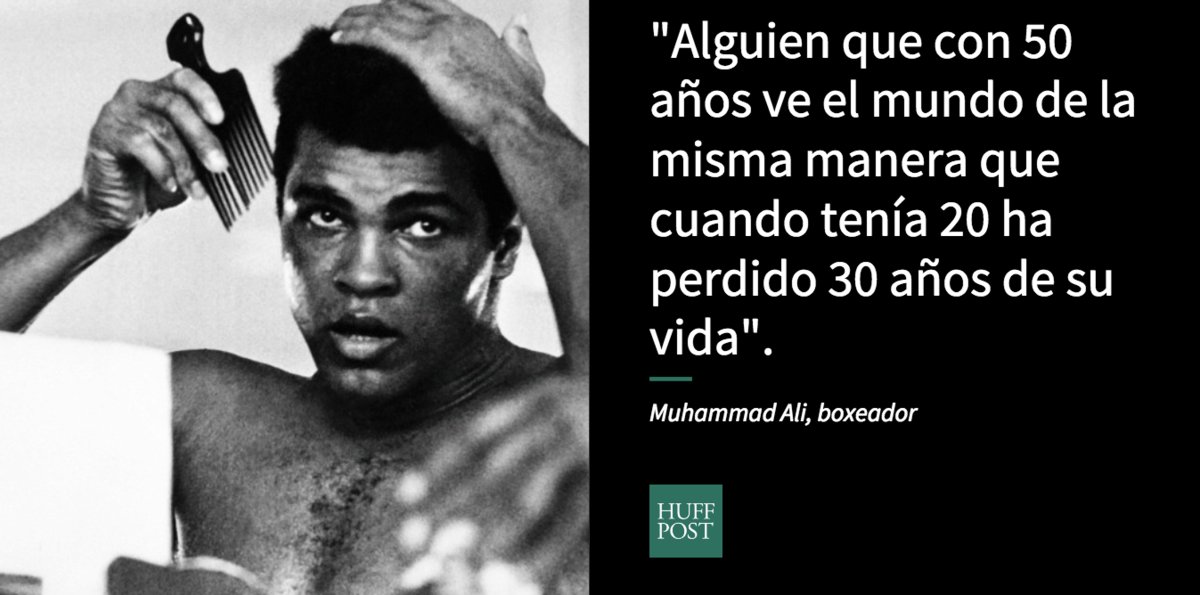 "Alguien que con 50
años ve el mundo de la
misma manera que
cuando tenía 20 ha
perdido 30 años de su
vida".
Muhammad Ali, boxeador
HUFF
POST